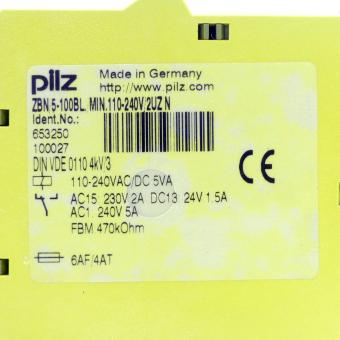 pilz
Made in Germany
http://www.pilz.com
ZBN 5-100BL MIN.110-240V/2UZ N
Ident.No.:
653250
100027
DIN VDE 0110 4kV/3
110-240VAC/DC 5VA
AC15: 230V 2A DC13: 24V 1.5A
AC1: 240V 5A
FBM 470kOhm
6AF/4AT
CE